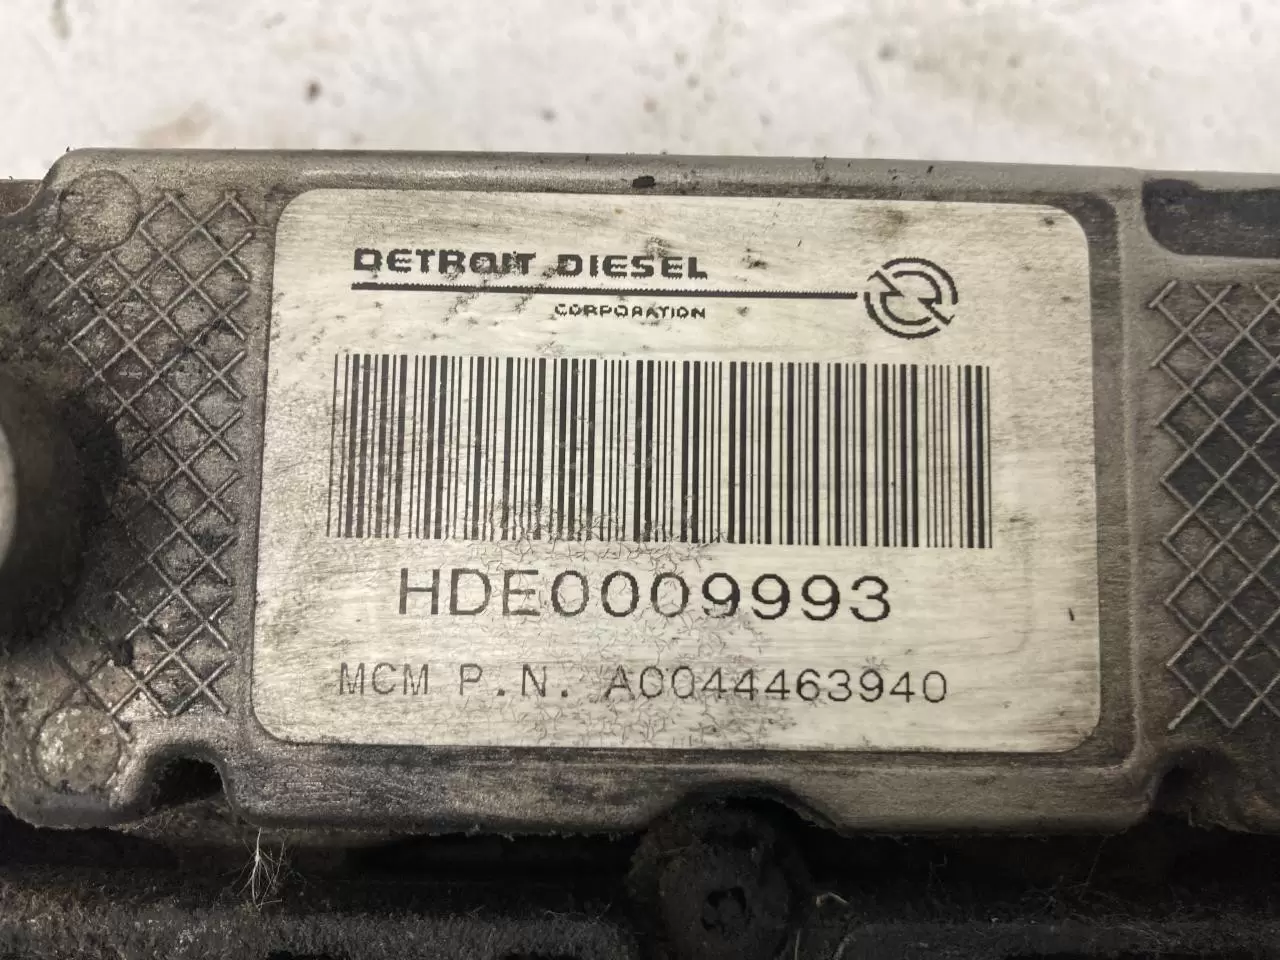 DETROIT DIESEL
CORPORATION
HDE0009993
MCM P.N. A0044463940